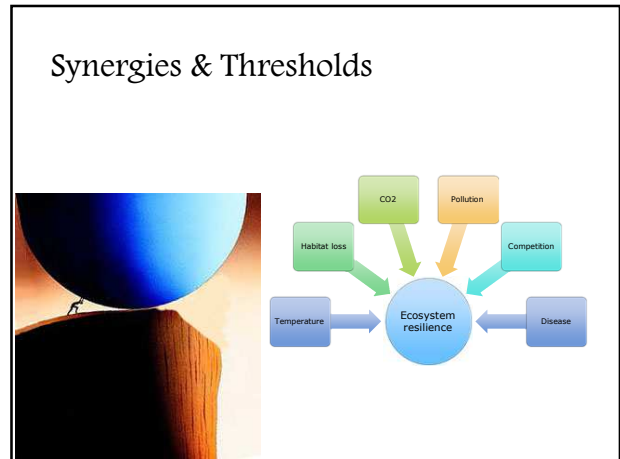 Synergies & Thresholds
CO2
Pollution
Habitat loss
Competition
Temperature
Ecosystem
resilience
Disease